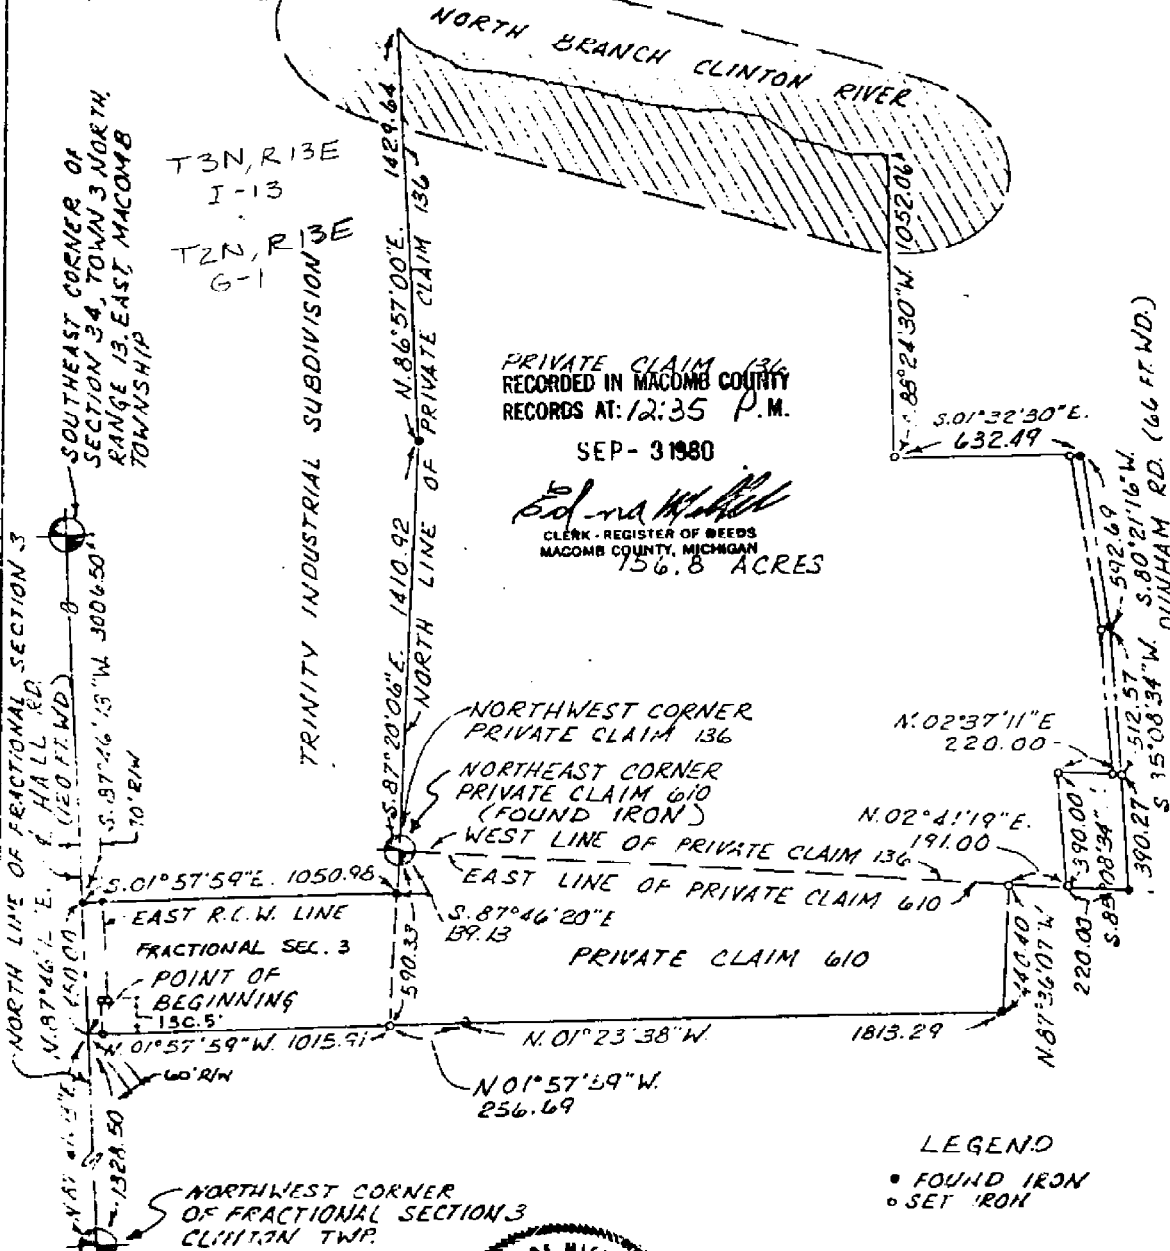 NORTH BRANCH CLINTON RIVER
T3N, R13E
I-13
T2N, R13E
G-1
SOUTHEAST CORNER OF
SECTION 34, TOWN 3 NORTH,
RANGE 13 EAST, MACOMB
TOWNSHIP
TRINITY INDUSTRIAL SUBDIVISION
1429.64
N.86°57'00"E.
1410.92
S.87°20'06"E.
NORTH LINE OF PRIVATE CLAIM 136
PRIVATE CLAIM 136
RECORDED IN MACOMB COUNTY
RECORDS AT: 12:35 P.M.
SEP - 3 1980
CLERK - REGISTER OF DEEDS
MACOMB COUNTY, MICHIGAN
156.8 ACRES
1052.06
85°24'30"W.
S.01°32'30"E.
632.49
592.69
S.80°21'16"W.
DUNHAM RD. (66 FT. WD.)
512.57
390.27
NORTHWEST CORNER
PRIVATE CLAIM 136
NORTHEAST CORNER
PRIVATE CLAIM 610
(FOUND IRON)
WEST LINE OF PRIVATE CLAIM 136
EAST LINE OF PRIVATE CLAIM 610
N.02°37'11"E
220.00
N.02°41'19"E.
191.00
390.00
220.00
S.85°08'34"
440.40
N.87°36'07"W
NORTH LINE OF FRACTIONAL SECTION 3
HALL RD.
(120 FT. WD)
S.87°46'13"W. 3006.50
70' R/W
S.01°57'59"E. 1050.98
EAST R.O.W. LINE
FRACTIONAL SEC. 3
POINT OF
BEGINNING
130.5'
S.87°46'20"E
139.13
590.33
PRIVATE CLAIM 610
N.01°57'59"W. 1015.91
60' R/W
N.01°23'38"W.
1813.29
N 01°57'59"W.
256.69
1328.50
NORTHWEST CORNER
OF FRACTIONAL SECTION 3
CLINTON TWP.
LEGEND
• FOUND IRON
○ SET IRON